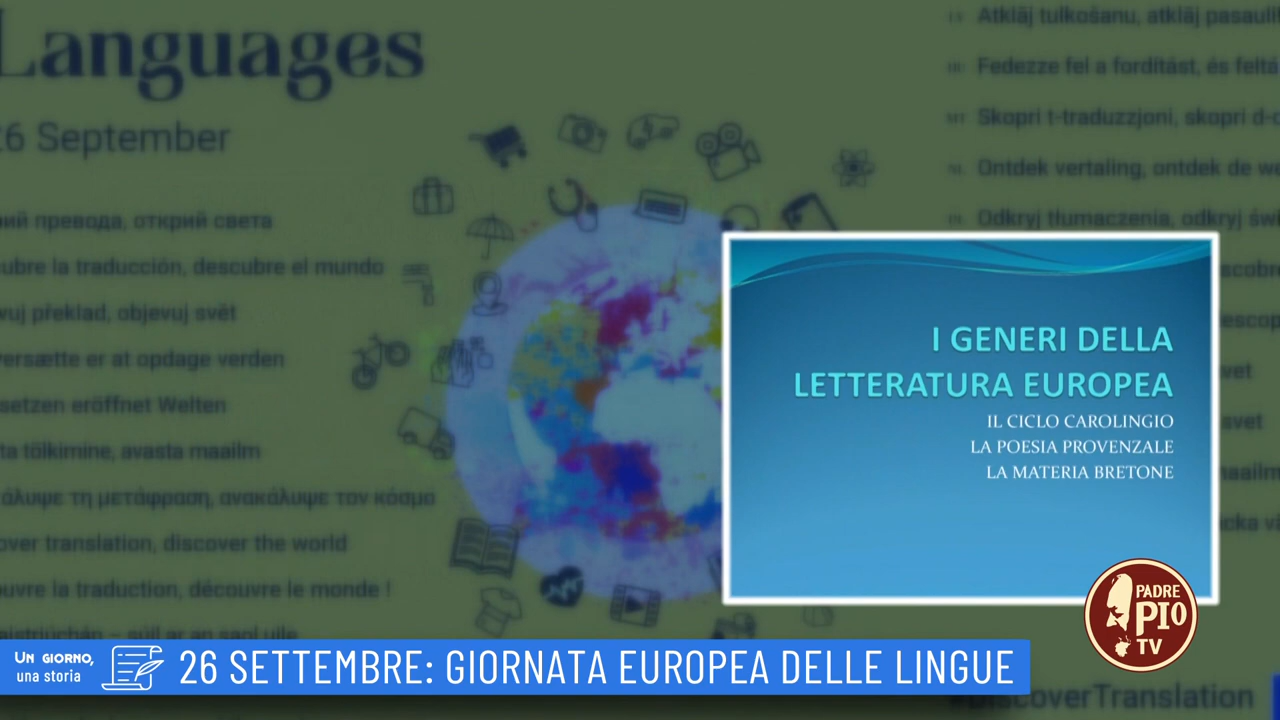 Languages
26 September
ний превода, открий света
cubre la traducción, descubre el mundo
vuj překlad, objevuj svět
versætte er at opdage verden
setzen eröffnet Welten
ta tõlkimine, avasta maailm
άλυψε τη μετάφραση, ανακάλυψε τον κόσμο
over translation, discover the world
ouvre la traduction, découvre le monde !
Atklāj tulkošanu, atklāj pasauli
Fedezze fel a fordítást, és feltá
Skopri t-traduzzjoni, skopri d-d
Ontdek vertaling, ontdek de we
Odkryj tłumaczenia, odkryj świ
I GENERI DELLA
LETTERATURA EUROPEA
IL CICLO CAROLINGIO
LA POESIA PROVENZALE
LA MATERIA BRETONE
PADRE
PIO
TV
UN GIORNO,
una storia
26 SETTEMBRE: GIORNATA EUROPEA DELLE LINGUE
#DiscoverTranslation